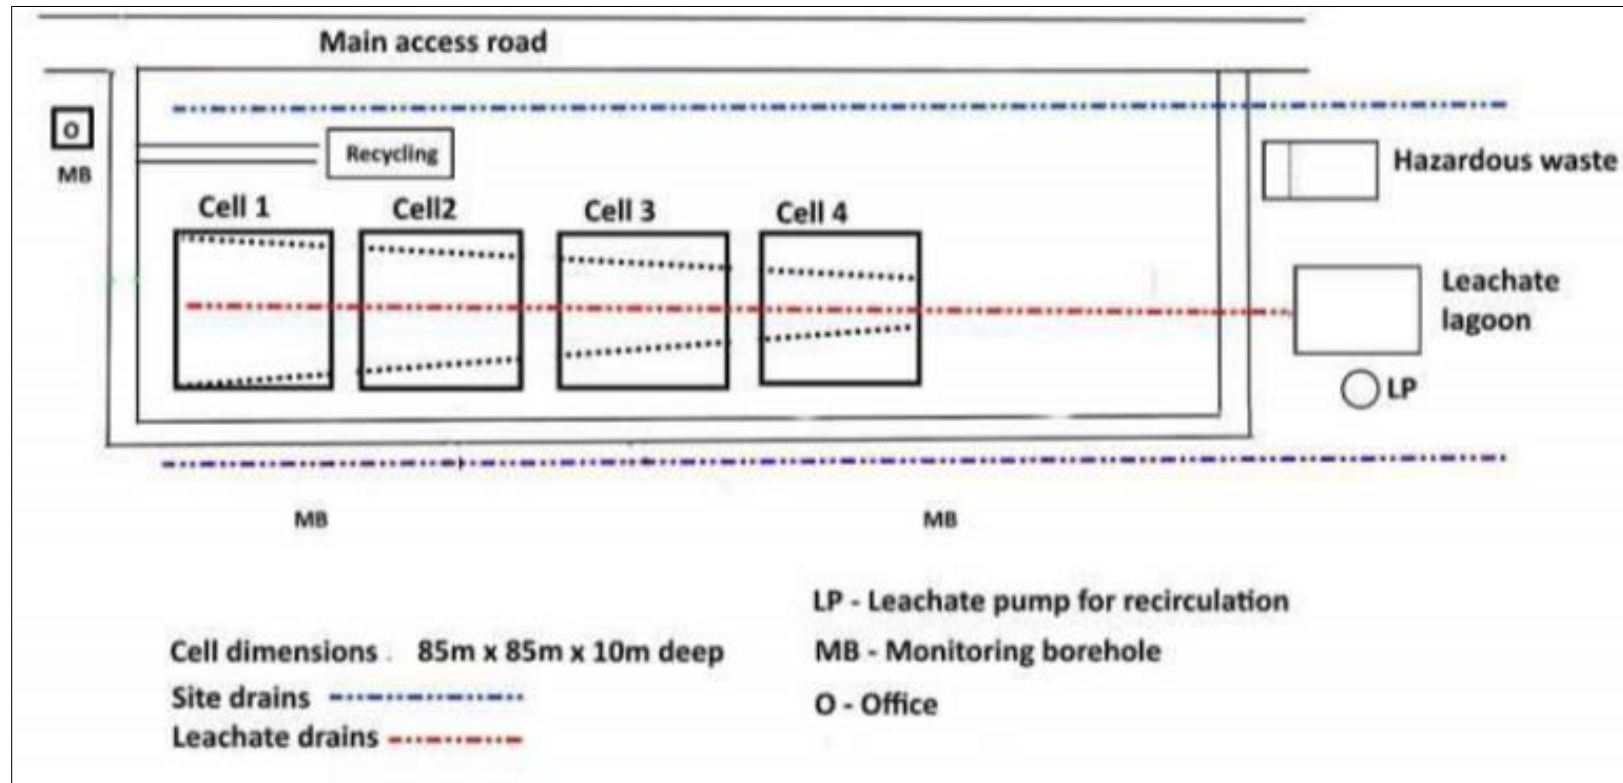 Main access road
O
MB
Recycling
Hazardous waste
Cell 1
Cell2
Cell 3
Cell 4
Leachate
lagoon
LP
MB
MB
LP - Leachate pump for recirculation
Cell dimensions . 85m x 85m x 10m deep
MB - Monitoring borehole
Site drains
O - Office
Leachate drains